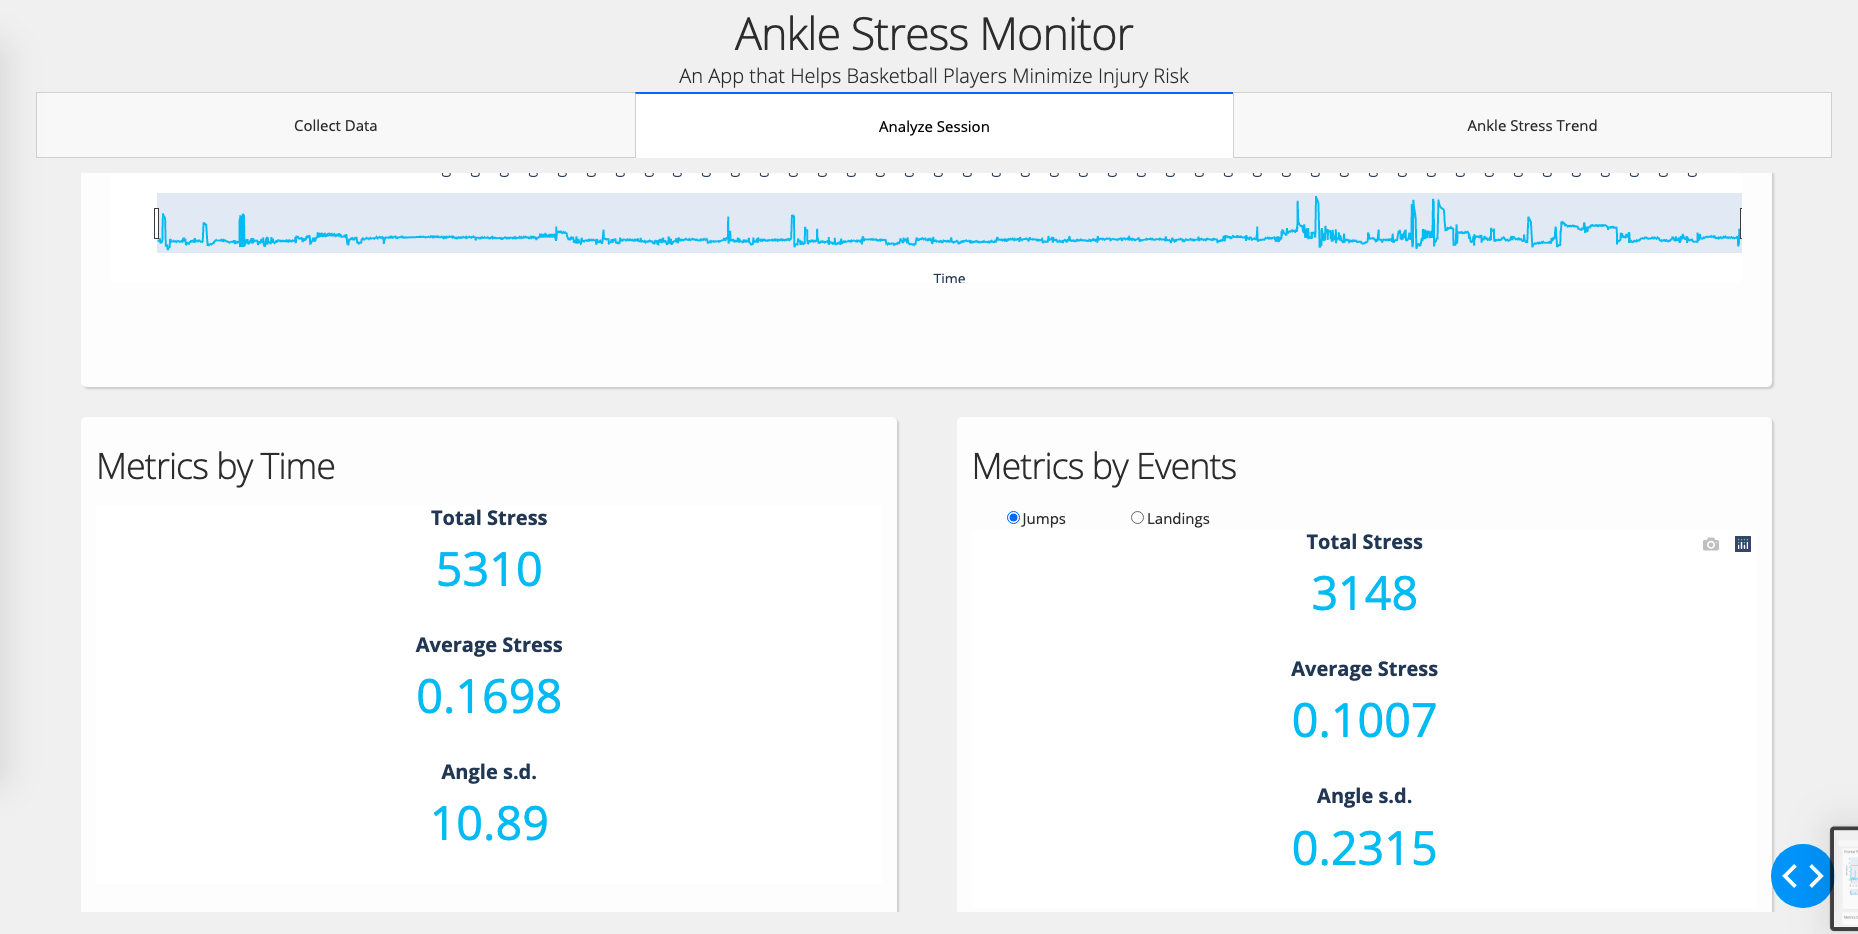 Ankle Stress Monitor
An App that Helps Basketball Players Minimize Injury Risk
Collect Data
Analyze Session
Ankle Stress Trend
Time
Metrics by Time
Total Stress
5310
Average Stress
0.1698
Angle s.d.
10.89
Metrics by Events
Jumps
Landings
Total Stress
3148
Average Stress
0.1007
Angle s.d.
0.2315